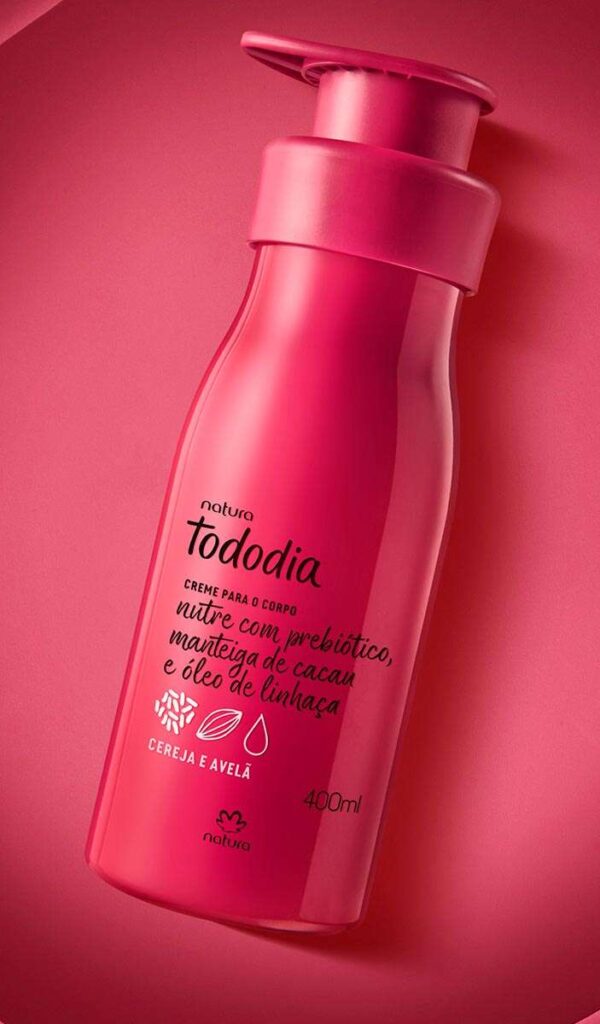 natura
tododia
CREME PARA O CORPO
nutre com prebiótico,
manteiga de cacau
e óleo de linhaça
CEREJA E AVELÃ
400ml
natura